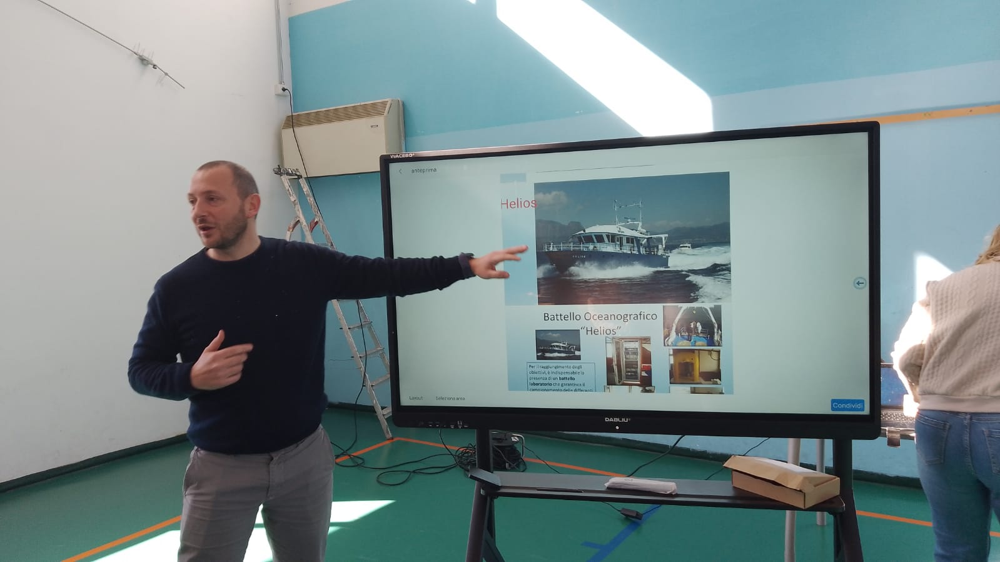 WACEBO
anteprima
Helios
HELIOS
Battello Oceanografico
“Helios”
Per il raggiungimento degli
obiettivi, è indispensabile la
presenza di un battello
laboratorio che garantisca il
campionamento delle differenti
Layout
Seleziona area
Condividi
DABLIU